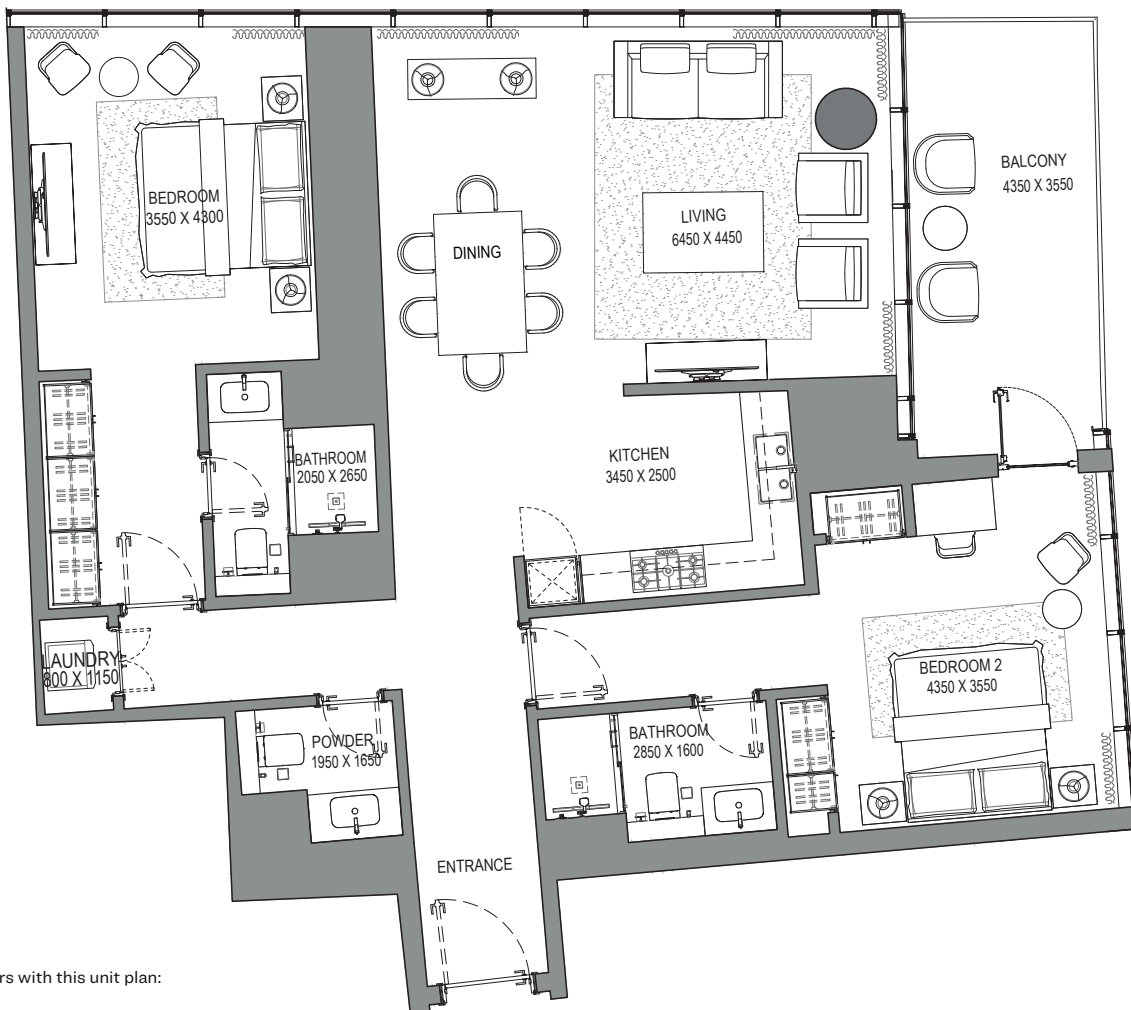 BEDROOM
3550 X 4300
DINING
LIVING
6450 X 4450
BALCONY
4350 X 3550
BATHROOM
2050 X 2650
KITCHEN
3450 X 2500
LAUNDRY
800 X 1150
POWDER
1950 X 1650
BATHROOM
2850 X 1600
BEDROOM 2
4350 X 3550
ENTRANCE
rs with this unit plan: